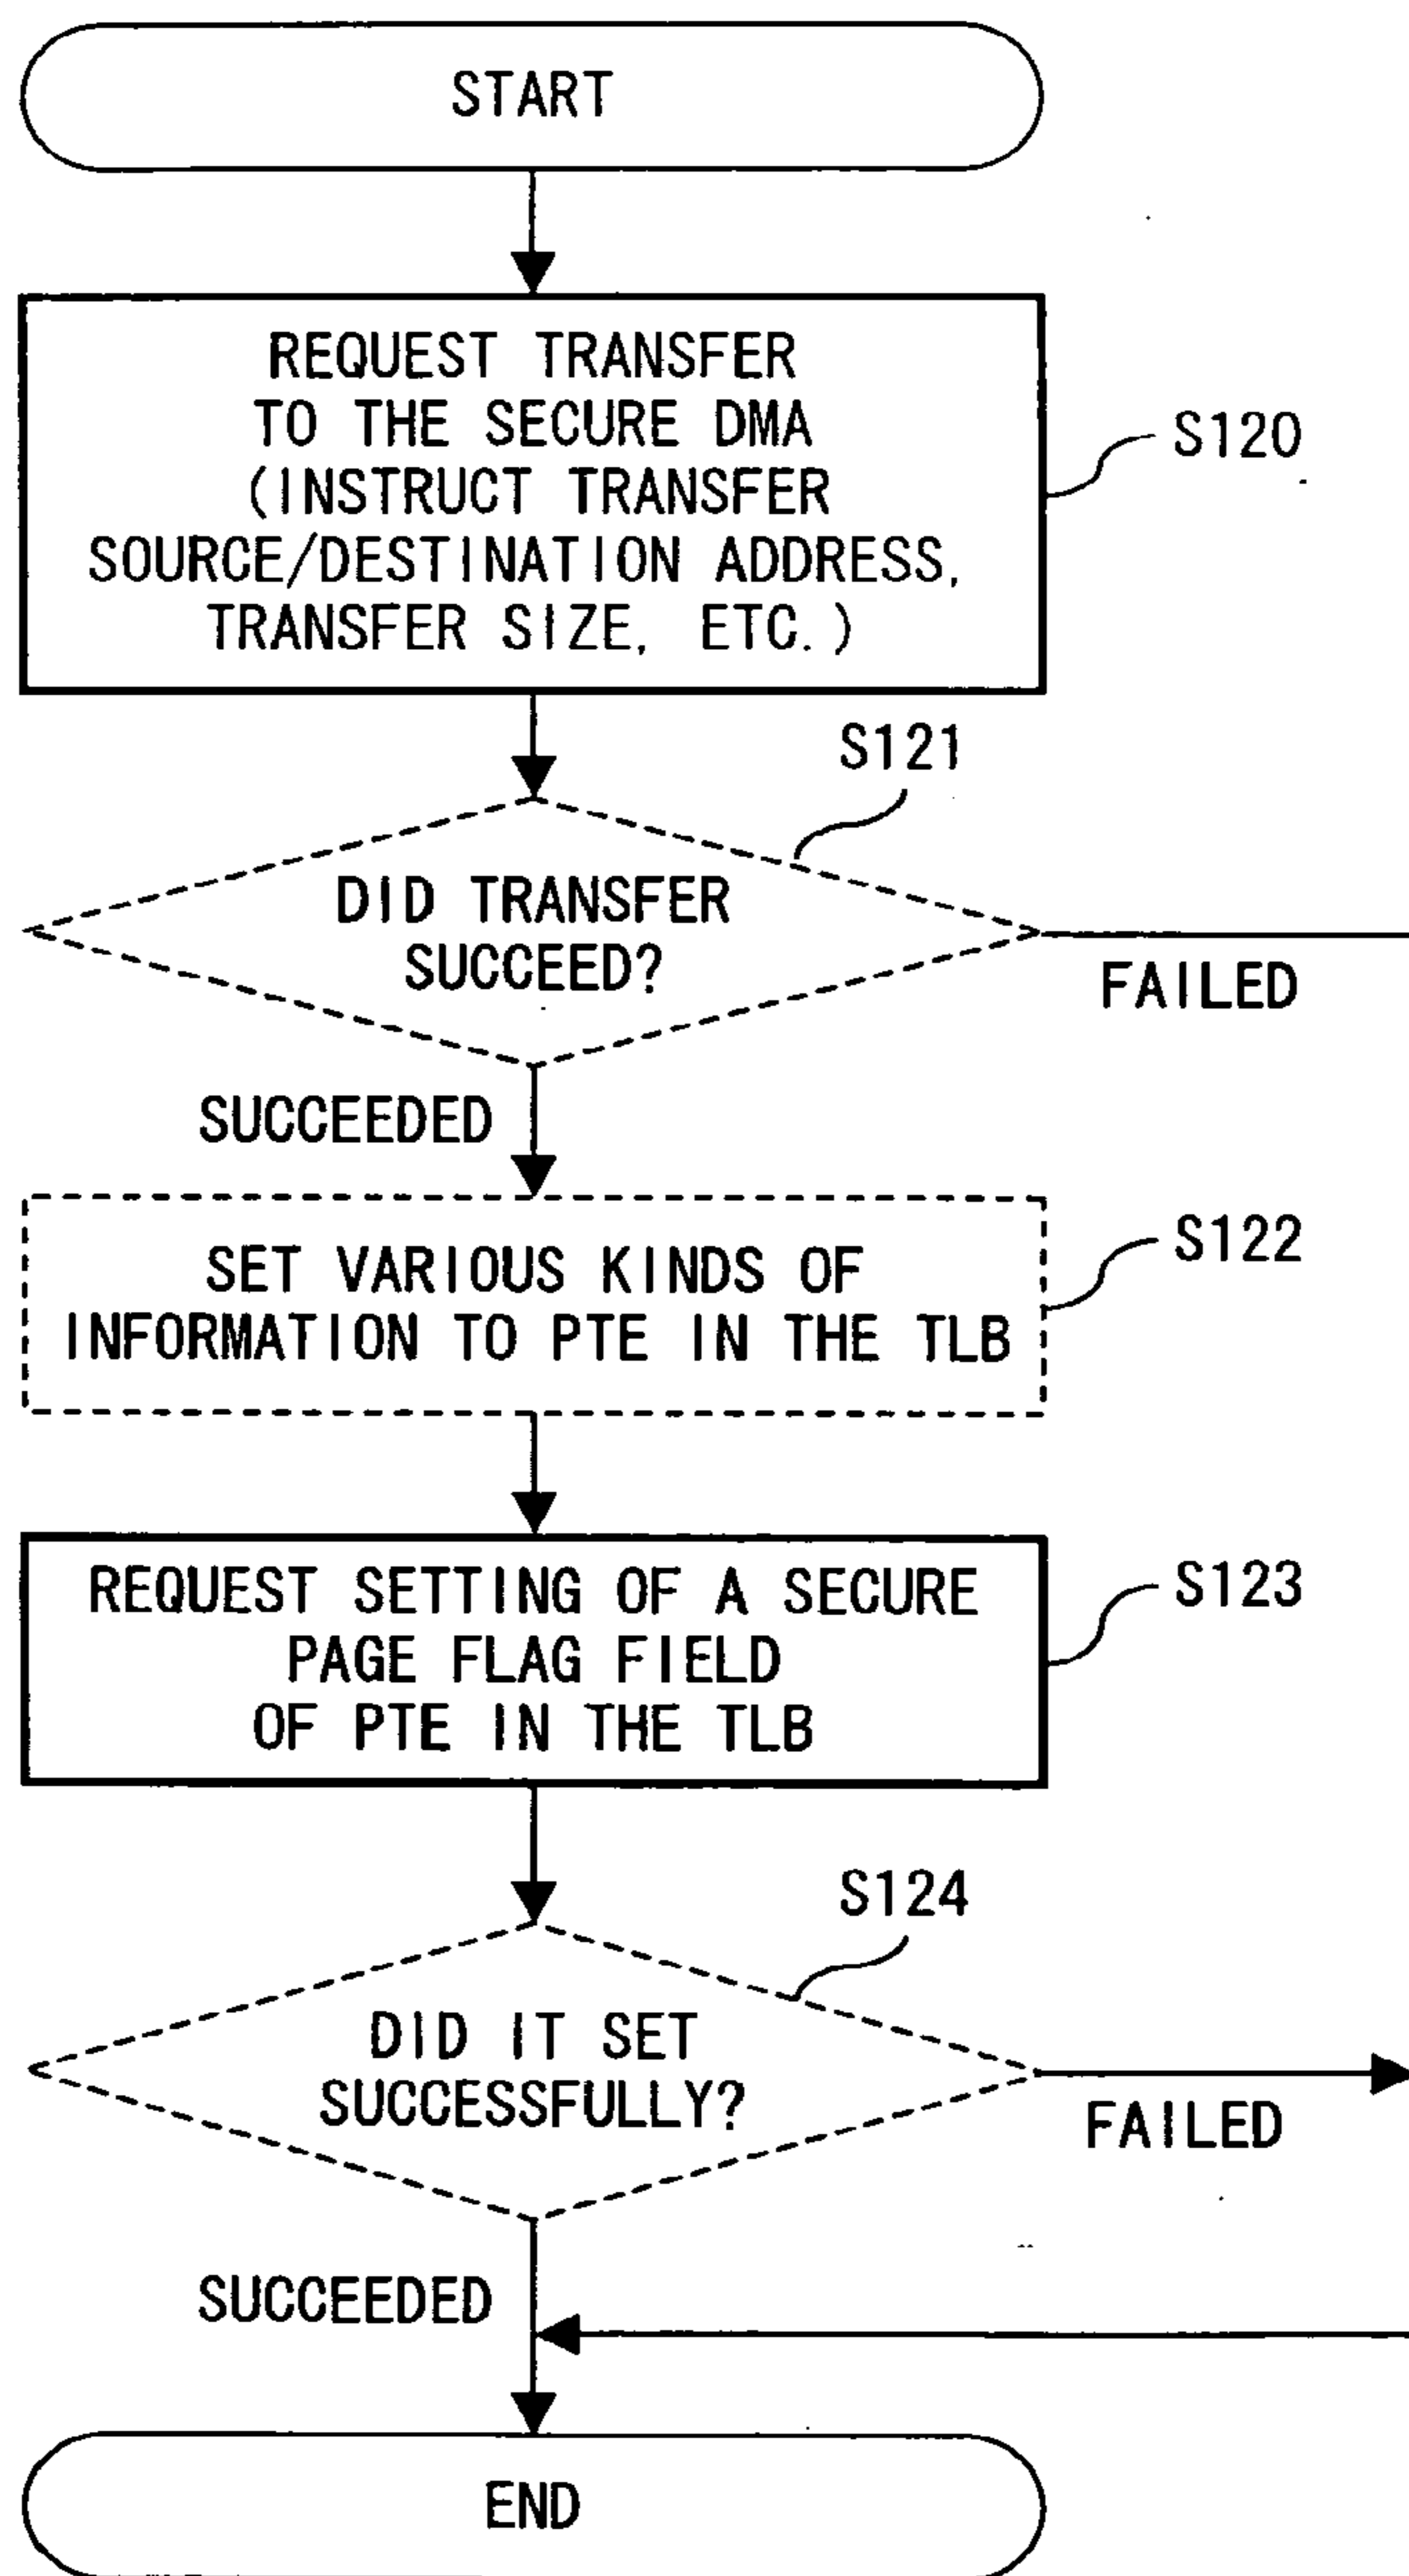 START
REQUEST TRANSFER
TO THE SECURE DMA
(INSTRUCT TRANSFER
SOURCE/DESTINATION ADDRESS,
TRANSFER SIZE, ETC.)
S120
S121
DID TRANSFER
SUCCEED?
FAILED
SUCCEEDED
SET VARIOUS KINDS OF
INFORMATION TO PTE IN THE TLB
S122
REQUEST SETTING OF A SECURE
PAGE FLAG FIELD
OF PTE IN THE TLB
S123
S124
DID IT SET
SUCCESSFULLY?
FAILED
SUCCEEDED
END